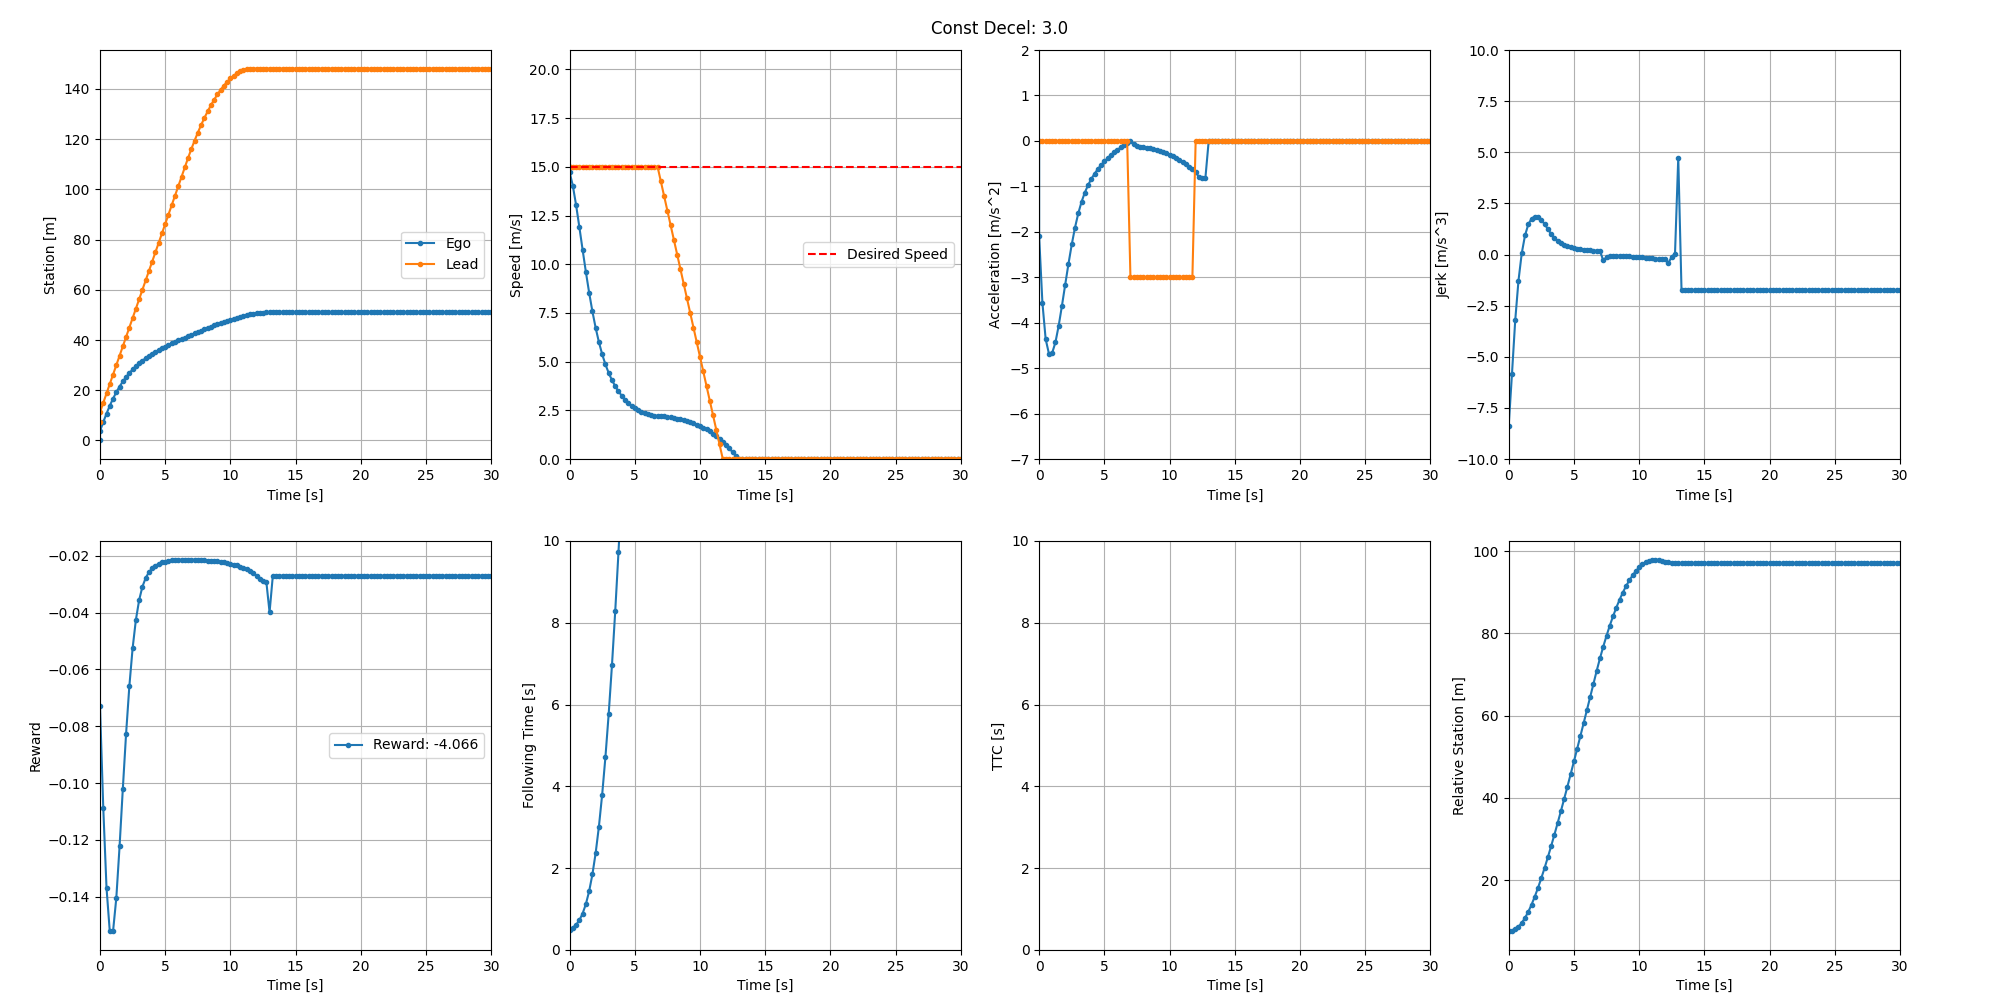 Const Decel: 3.0
Station [m]
140
120
100
80
60
40
20
0
Ego
Lead
0 5 10 15 20 25 30
Time [s]
Speed [m/s]
20.0
17.5
15.0
12.5
10.0
7.5
5.0
2.5
0.0
Desired Speed
0 5 10 15 20 25 30
Time [s]
Acceleration [m/s^2]
2
1
0
−1
−2
−3
−4
−5
−6
−7
0 5 10 15 20 25 30
Time [s]
Jerk [m/s^3]
10.0
7.5
5.0
2.5
0.0
−2.5
−5.0
−7.5
−10.0
0 5 10 15 20 25 30
Time [s]
Reward
−0.02
−0.04
−0.06
−0.08
−0.10
−0.12
−0.14
Reward: -4.066
0 5 10 15 20 25 30
Time [s]
Following Time [s]
10
8
6
4
2
0
0 5 10 15 20 25 30
Time [s]
TTC [s]
10
8
6
4
2
0
0 5 10 15 20 25 30
Time [s]
Relative Station [m]
100
80
60
40
20
0 5 10 15 20 25 30
Time [s]